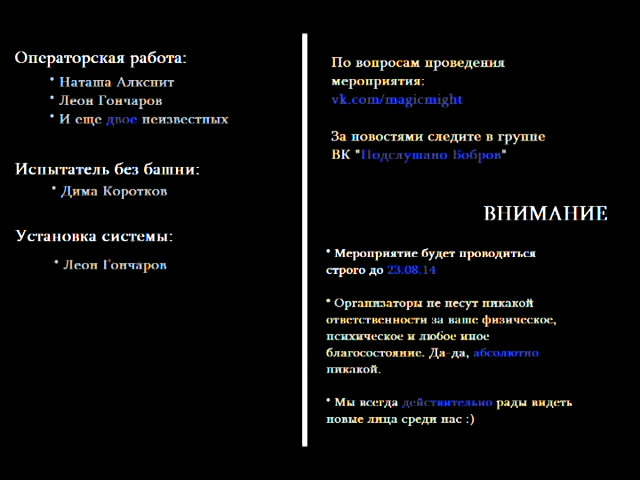 Операторская работа:
• Наташа Алкснит
• Леон Гончаров
• И еще двое неизвестных
Испытатель без башни:
• Дима Коротков
Установка системы:
• Леон Гончаров
По вопросам проведения
мероприятия:
vk.com/magicmight
За новостями следите в группе
ВК "Подслушано Бобров"
ВНИМАНИЕ
• Мероприятие будет проводиться
строго до 23.08.14
• Организаторы не несут никакой
ответственности за ваше физическое,
психическое и любое иное
благосостояние. Да-да, абсолютно
никакой.
• Мы всегда действительно рады видеть
новые лица среди нас :)